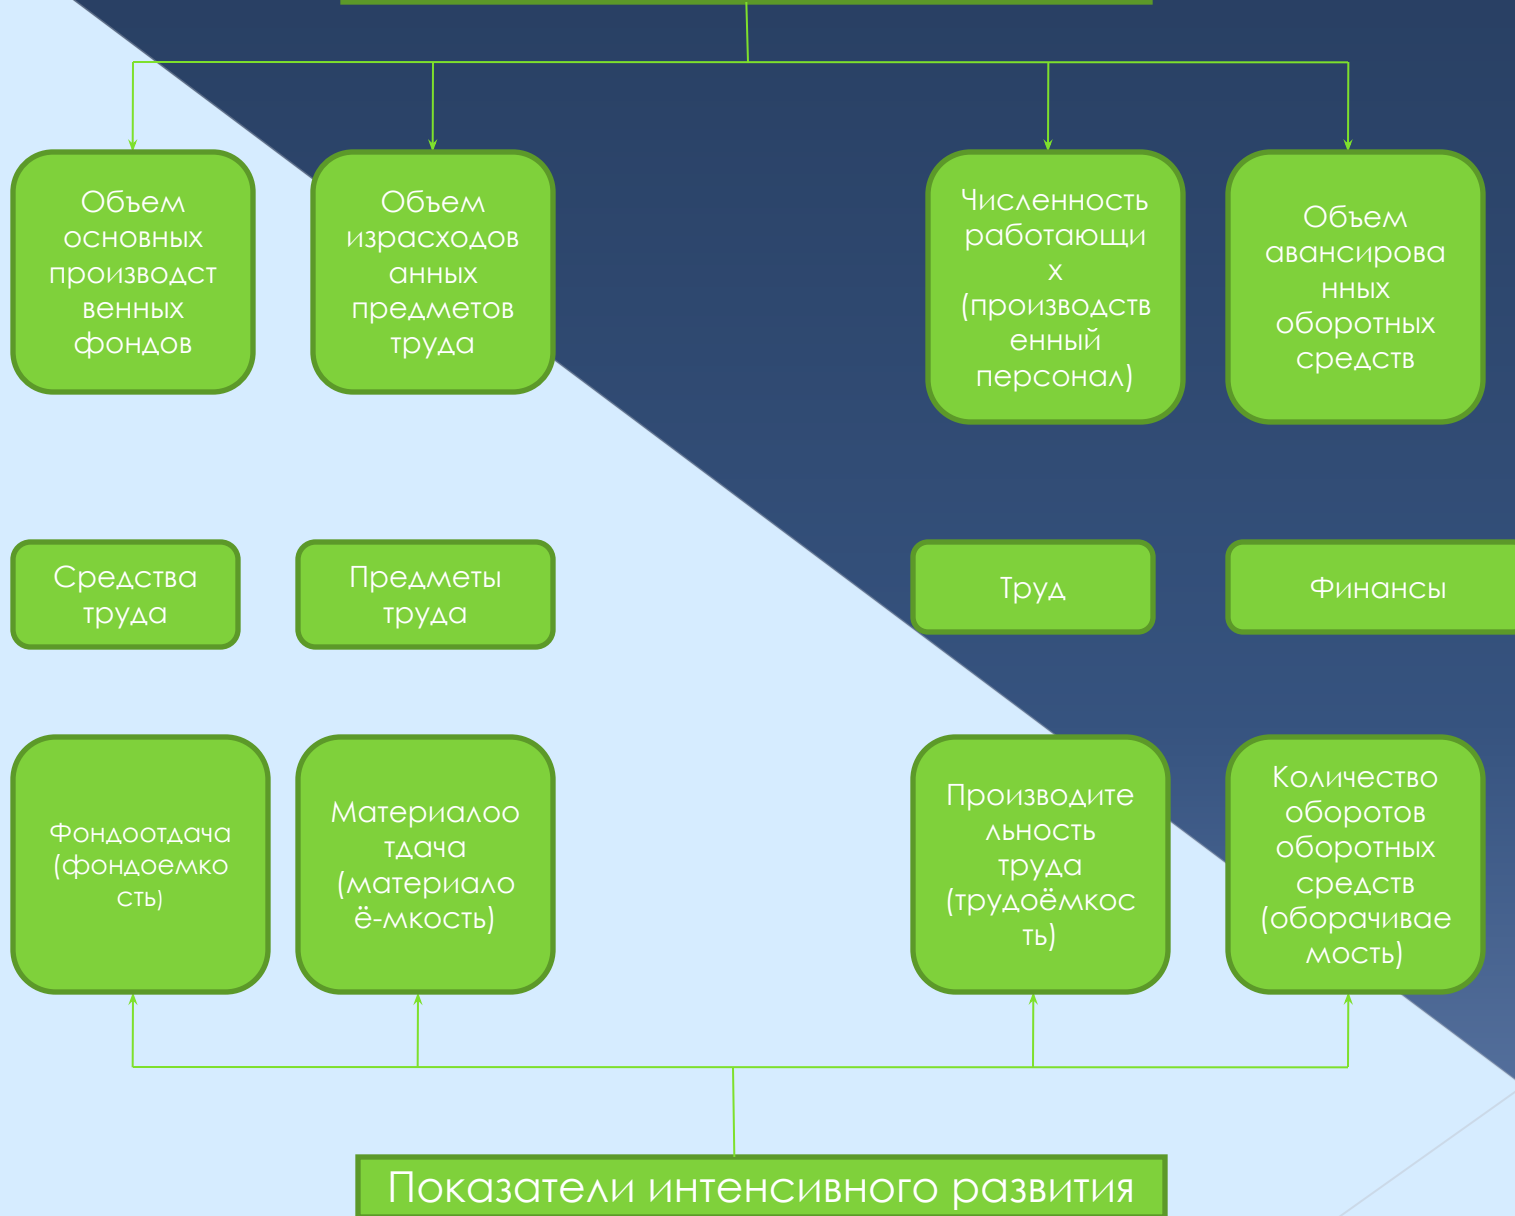 Объем
основных
производст
венных
фондов
Объем
израсходов
анных
предметов
труда
Численность
работающи
х
(производств
енный
персонал)
Объем
авансирова
нных
оборотных
средств
Средства
труда
Предметы
труда
Труд
Финансы
Фондоотдача
(фондоемко
сть)
Материалоо
тдача
(материало
ё-мкость)
Производите
льность
труда
(трудоёмкос
ть)
Количество
оборотов
оборотных
средств
(оборачивае
мость)
Показатели интенсивного развития